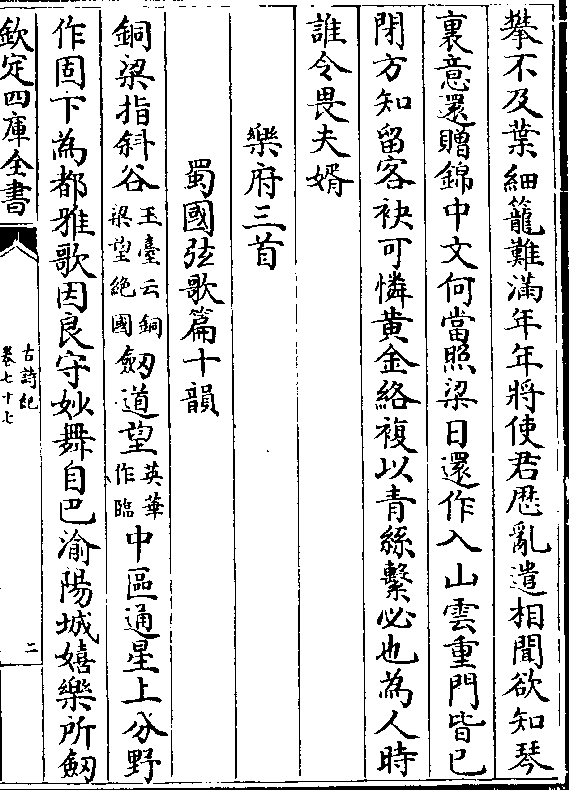 攀不及葉細籠難滿年年將使君歴亂遣相聞欲知琴
裏意還贈錦中文何當照梁日還作入山雲重門皆已
閉方知留客袂可憐黃金絡複以青絲繫必也為人時
誰令畏夫婿
樂府三首
蜀國弦歌篇十韻
銅梁指斜谷玉臺云銅梁望絶國劒道望英華作臨中區通星上分野
作固下為都雅歌因良守妙舞自巴渝陽城嬉樂所劒
欽定四庫全書
古詩紀
卷七十七
二